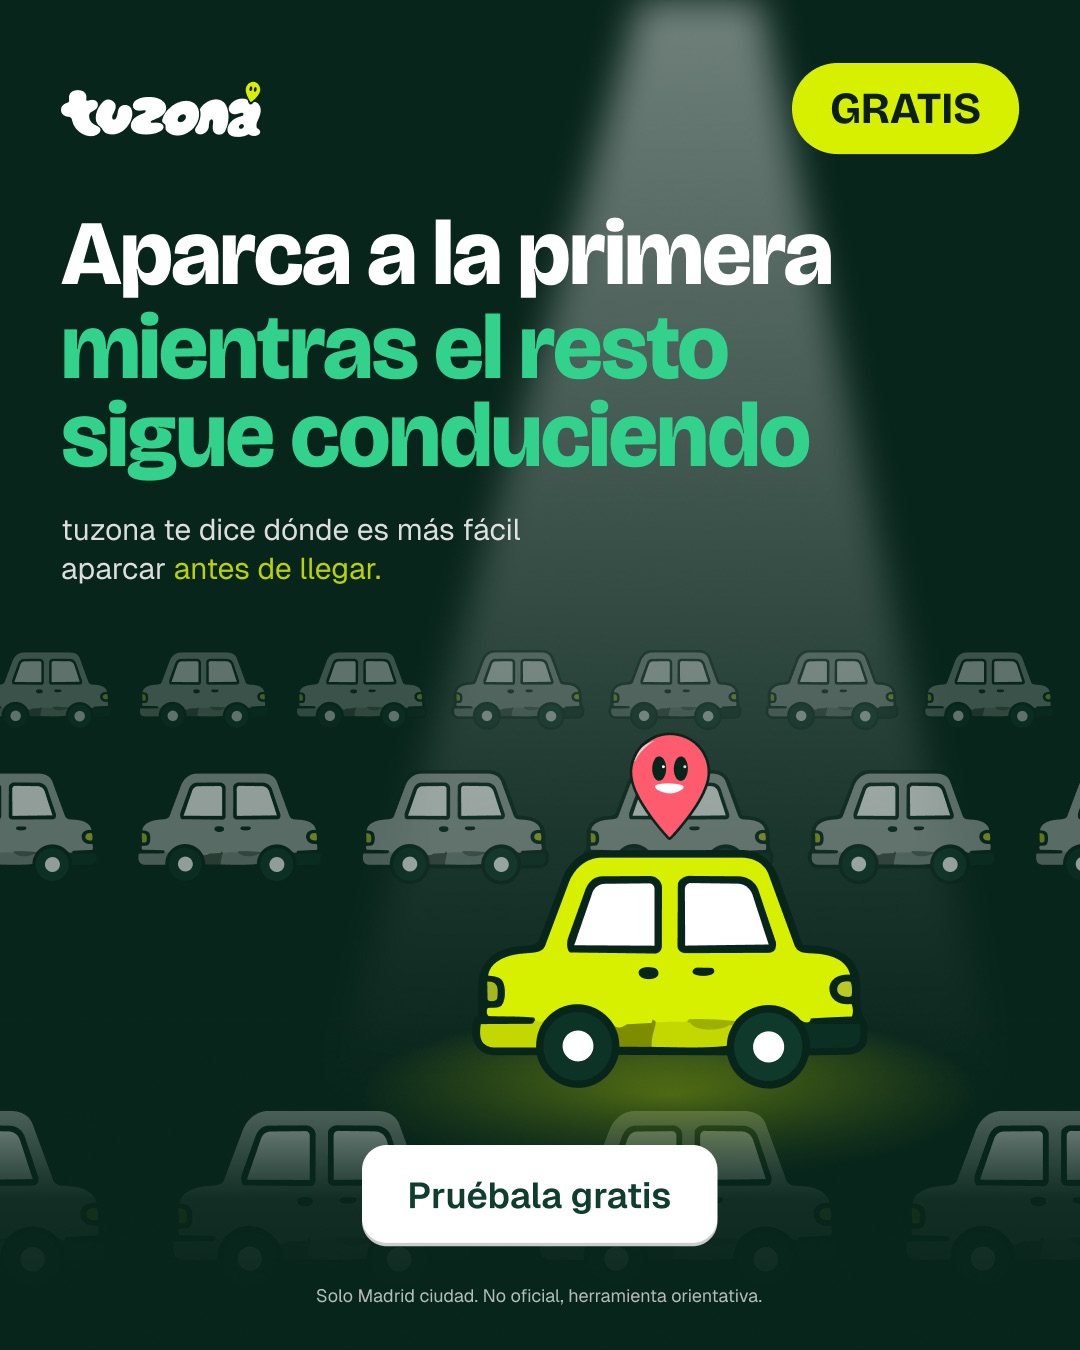 tuzona
GRATIS
Aparca a la primera
mientras el resto
sigue conduciendo
tuzona te dice dónde es más fácil
aparcar antes de llegar.
Pruébala gratis
Solo Madrid ciudad. No oficial, herramienta orientativa.